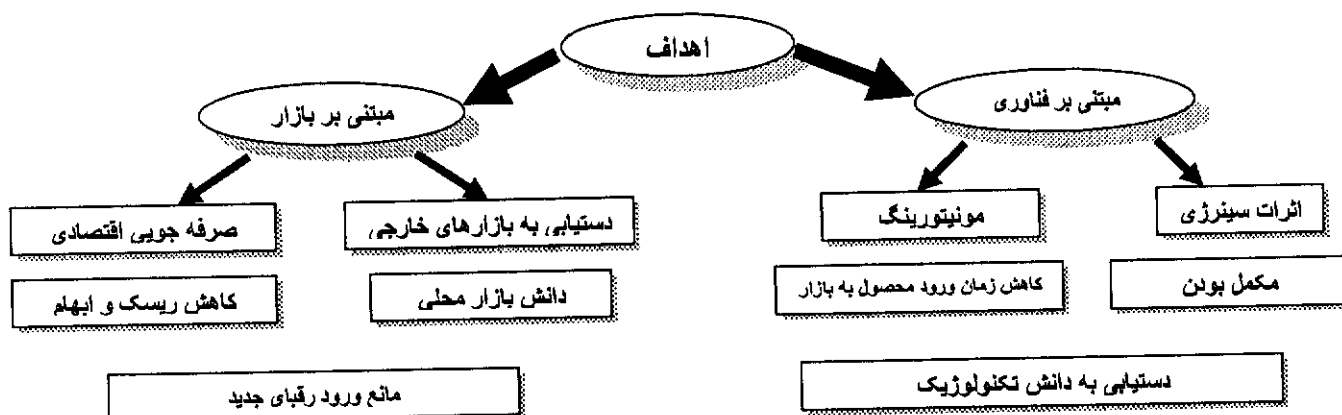 اهداف
مبتنی بر فناوری
مبتنی بر بازار
اثرات سینرژی
مونیتورینگ
دستیابی به بازارهای خارجی
صرفه جویی اقتصادی
مکمل بودن
کاهش زمان ورود محصول به بازار
دانش بازار محلی
کاهش ریسک و ابهام
دستیابی به دانش تکنولوژیک
مانع ورود رقبای جدید